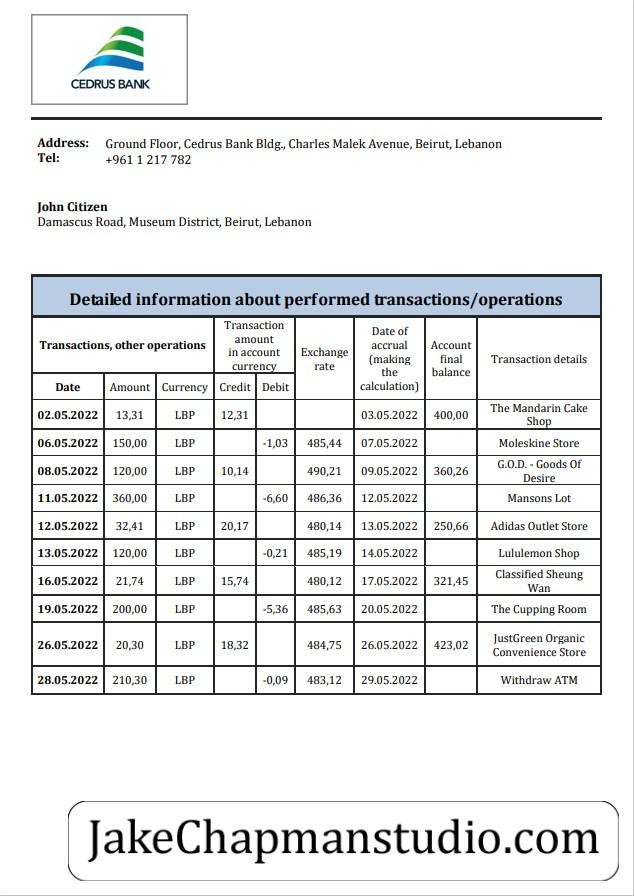 CEDRUS BANK
Address: Ground Floor, Cedrus Bank Bldg., Charles Malek Avenue, Beirut, Lebanon
Tel: +961 1 217 782
John Citizen
Damascus Road, Museum District, Beirut, Lebanon
Detailed information about performed transactions/operations
Transactions, other operations
Transaction
amount
in account
currency
Exchange
rate
Date of
accrual
(making
the
calculation)
Account
final
balance
Transaction details
Date Amount Currency Credit Debit
02.05.2022 13,31 LBP 12,31 03.05.2022 400,00 The Mandarin Cake
Shop
06.05.2022 150,00 LBP -1,03 485,44 07.05.2022 Moleskine Store
08.05.2022 120,00 LBP 10,14 490,21 09.05.2022 360,26 G.O.D. - Goods Of
Desire
11.05.2022 360,00 LBP -6,60 486,36 12.05.2022 Mansons Lot
12.05.2022 32,41 LBP 20,17 480,14 13.05.2022 250,66 Adidas Outlet Store
13.05.2022 120,00 LBP -0,21 485,19 14.05.2022 Lululemon Shop
16.05.2022 21,74 LBP 15,74 480,12 17.05.2022 321,45 Classified Sheung
Wan
19.05.2022 200,00 LBP -5,36 485,63 20.05.2022 The Cupping Room
26.05.2022 20,30 LBP 18,32 484,75 26.05.2022 423,02 JustGreen Organic
Convenience Store
28.05.2022 210,30 LBP -0,09 483,12 29.05.2022 Withdraw ATM
JakeChapmanstudio.com